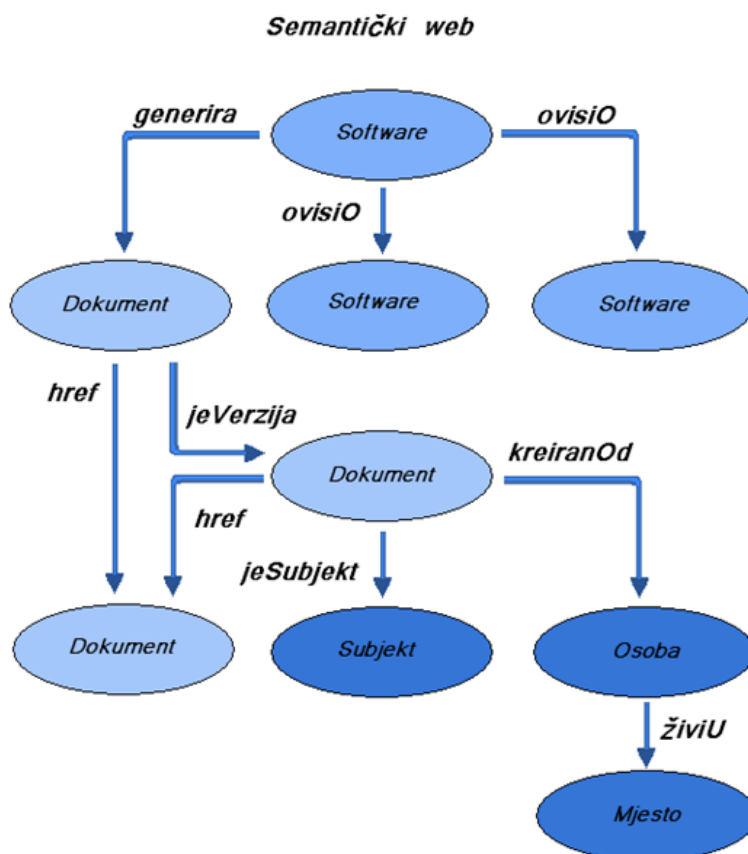 Semantički web
generira
Software
ovisiO
ovisiO
Dokument
Software
Software
href
jeVerzija
Dokument
kreiranOd
href
jeSubjekt
Dokument
Subjekt
Osoba
živiU
Mjesto